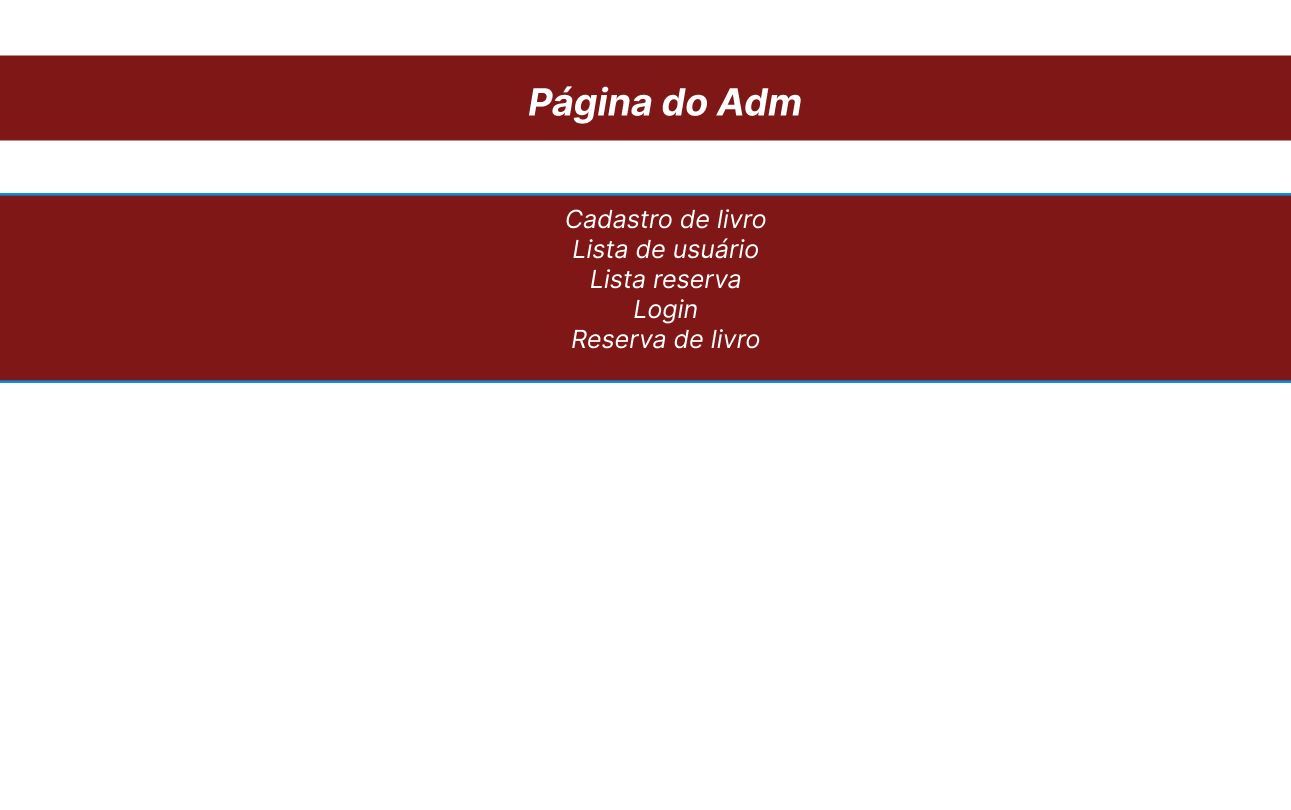 Página do Adm
Cadastro de livro
Lista de usuário
Lista reserva
Login
Reserva de livro